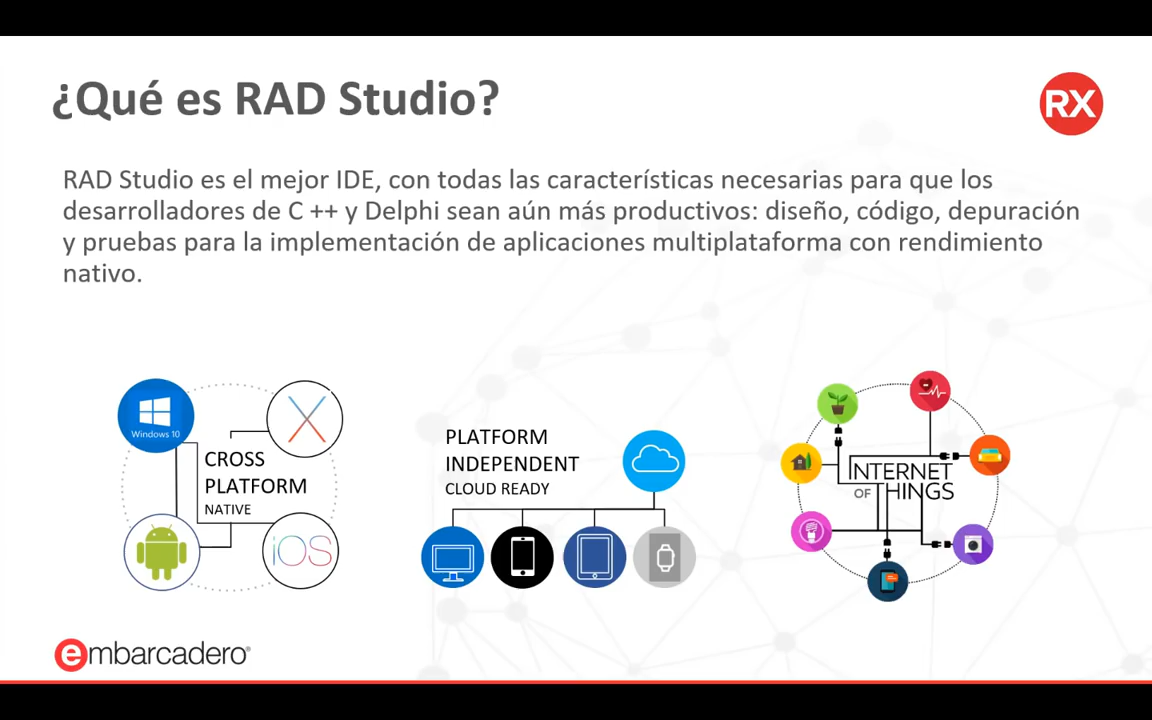 ¿Qué es RAD Studio?
RX
RAD Studio es el mejor IDE, con todas las características necesarias para que los
desarrolladores de C ++ y Delphi sean aún más productivos: diseño, código, depuración
y pruebas para la implementación de aplicaciones multiplataforma con rendimiento
nativo.
Windows 10
CROSS
PLATFORM
NATIVE
iOS
PLATFORM
INDEPENDENT
CLOUD READY
INTERNET
OF THINGS
embarcadero®